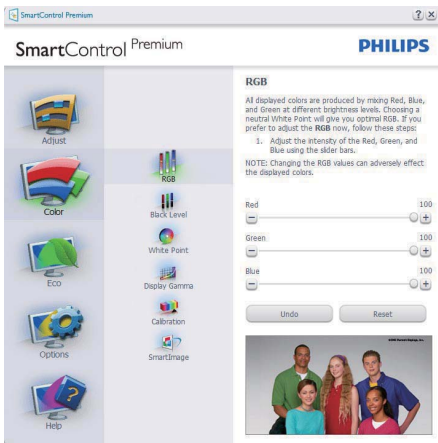 SmartControl Premium
SmartControl Premium
PHILIPS
Adjust
Color
Eco
Options
Help
RGB
Black Level
White Point
Display Gamma
Calibration
SmartImage
RGB
All displayed colors are produced by mixing Red, Blue,
and Green at different brightness levels. Choosing a
neutral White Point will give you optimal RGB. If you
prefer to adjust the RGB now, follow these steps:
1. Adjust the intensity of the Red, Green, and
Blue using the slider bars.
NOTE: Changing the RGB values can adversely effect
the displayed colors.
Red 100
Green 100
Blue 100
Undo Reset